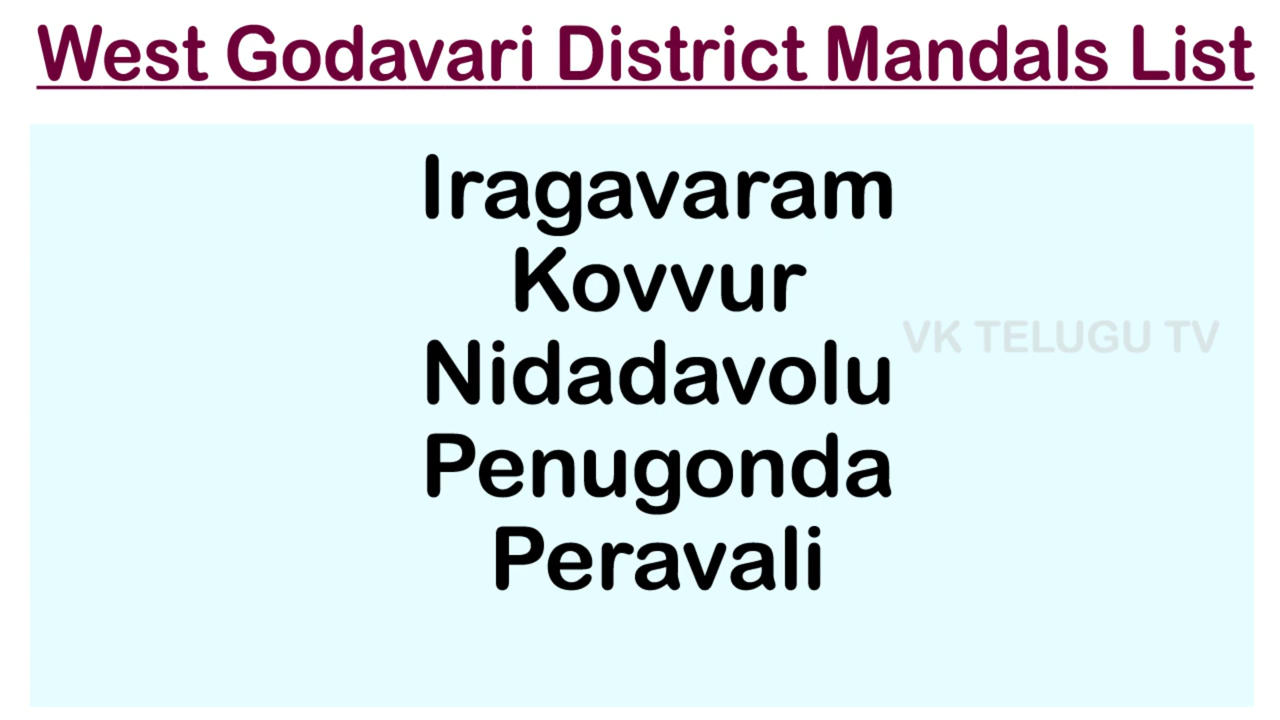 West Godavari District Mandals List
Iragavaram
Kovvur
Nidadavolu
VK TELUGU TV
Penugonda
Peravali